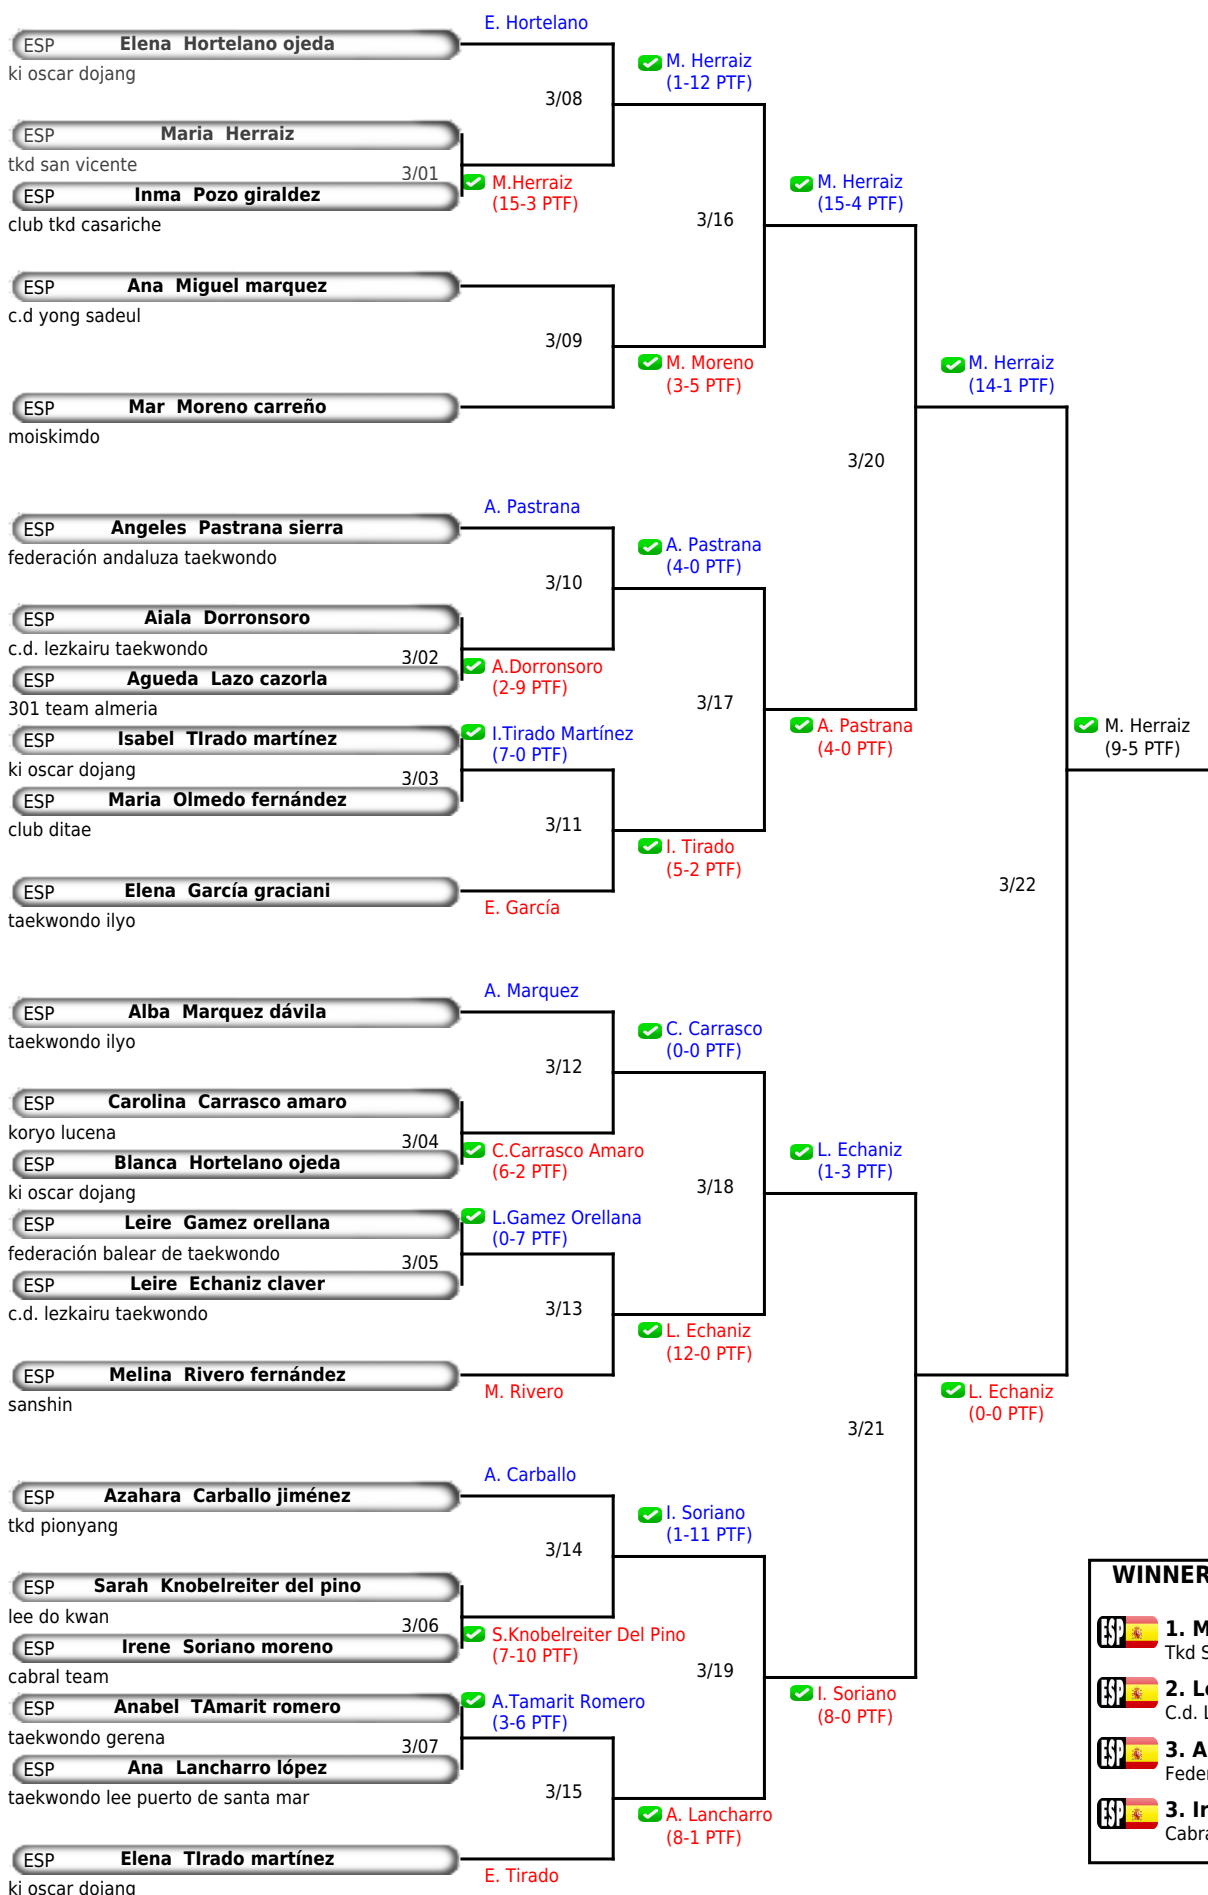 E. Hortelano
ESP Elena Hortelano ojeda
ki oscar dojang
M. Herraiz
(1-12 PTF)
3/08
ESP Maria Herraiz
tkd san vicente
3/01
ESP Inma Pozo giraldez
club tkd casariche
M.Herraiz
(15-3 PTF)
M. Herraiz
(15-4 PTF)
3/16
ESP Ana Miguel marquez
c.d yong sadeul
3/09
M. Moreno
(3-5 PTF)
ESP Mar Moreno carreño
moiskimdo
M. Herraiz
(14-1 PTF)
3/20
A. Pastrana
ESP Angeles Pastrana sierra
federación andaluza taekwondo
A. Pastrana
(4-0 PTF)
3/10
ESP Aiala Dorronsoro
c.d. lezkairu taekwondo
3/02
ESP Agueda Lazo cazorla
301 team almeria
A.Dorronsoro
(2-9 PTF)
3/17
A. Pastrana
(4-0 PTF)
ESP Isabel TIrado martínez
ki oscar dojang
I.Tirado Martínez
(7-0 PTF)
3/03
ESP Maria Olmedo fernández
club ditae
3/11
I. Tirado
(5-2 PTF)
ESP Elena García graciani
taekwondo ilyo
E. García
M. Herraiz
(9-5 PTF)
3/22
A. Marquez
ESP Alba Marquez dávila
taekwondo ilyo
C. Carrasco
(0-0 PTF)
3/12
ESP Carolina Carrasco amaro
koryo lucena
3/04
ESP Blanca Hortelano ojeda
ki oscar dojang
C.Carrasco Amaro
(6-2 PTF)
L. Echaniz
(1-3 PTF)
3/18
ESP Leire Gamez orellana
federación balear de taekwondo
L.Gamez Orellana
(0-7 PTF)
3/05
ESP Leire Echaniz claver
c.d. lezkairu taekwondo
3/13
L. Echaniz
(12-0 PTF)
ESP Melina Rivero fernández
sanshin
M. Rivero
L. Echaniz
(0-0 PTF)
3/21
A. Carballo
ESP Azahara Carballo jiménez
tkd pionyang
I. Soriano
(1-11 PTF)
3/14
ESP Sarah Knobelreiter del pino
lee do kwan
3/06
ESP Irene Soriano moreno
cabral team
S.Knobelreiter Del Pino
(7-10 PTF)
3/19
I. Soriano
(8-0 PTF)
ESP Anabel TAmarit romero
taekwondo gerena
A.Tamarit Romero
(3-6 PTF)
3/07
ESP Ana Lancharro lópez
taekwondo lee puerto de santa mar
3/15
A. Lancharro
(8-1 PTF)
ESP Elena TIrado martínez
ki oscar dojang
E. Tirado
WINNER
ESP 1. M
Tkd S
ESP 2. Le
C.d. L
ESP 3. A
Feder
ESP 3. Ir
Cabra